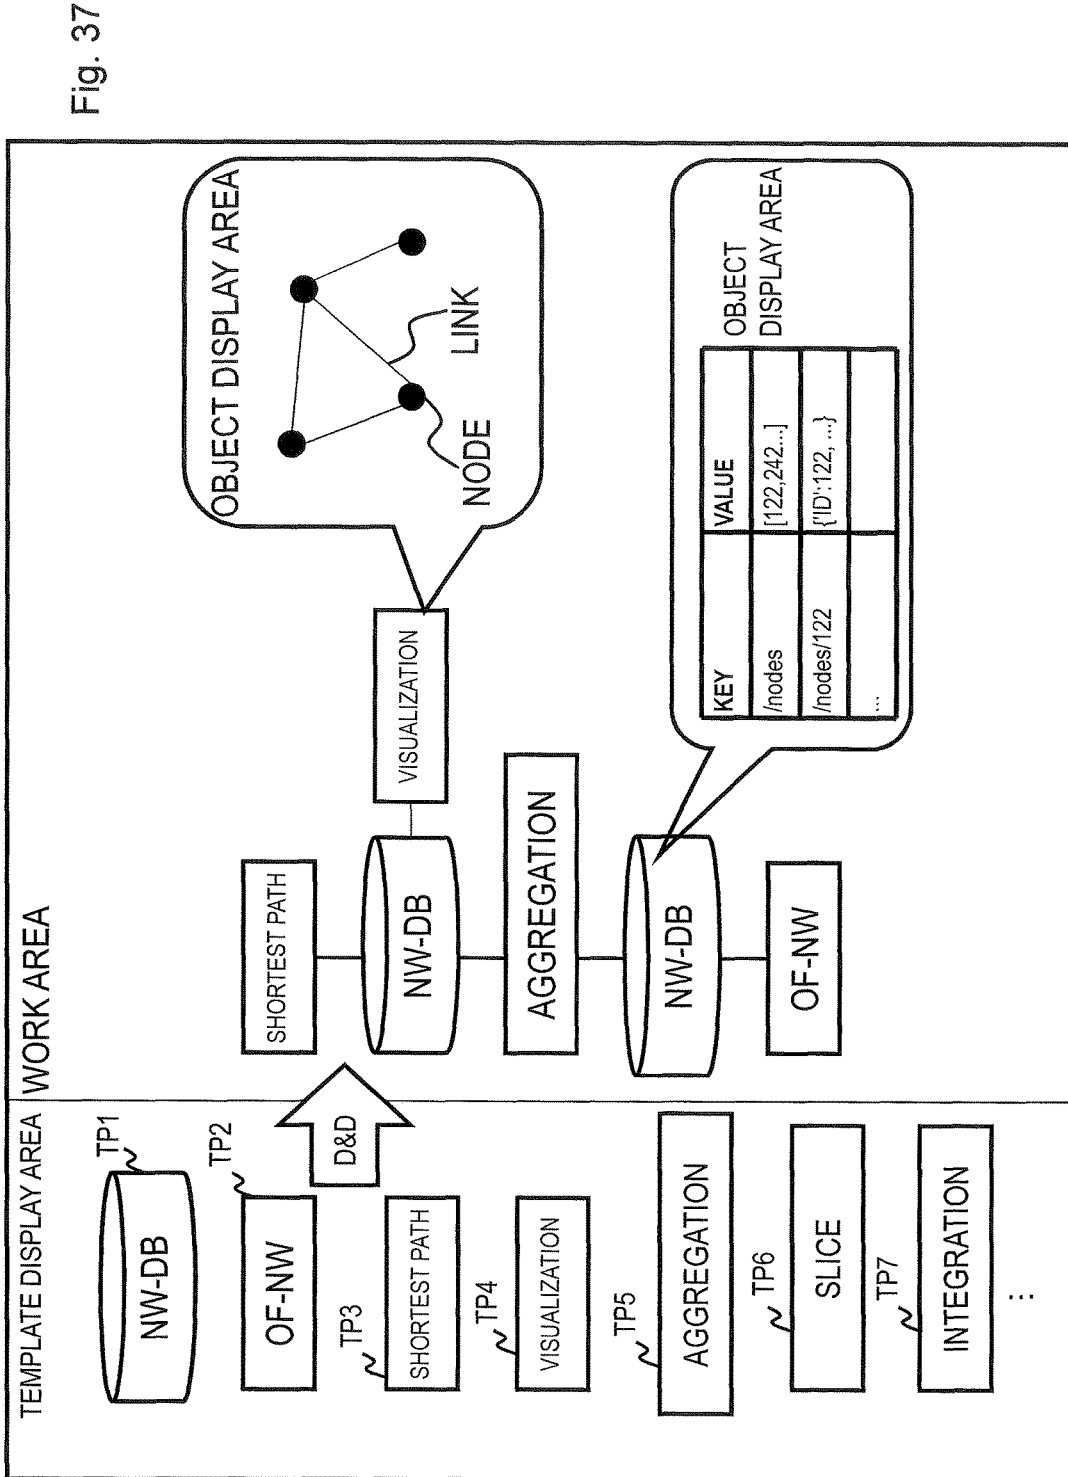 Fig. 37
TEMPLATE DISPLAY AREA
NW-DB
TP1
OF-NW
TP2
SHORTEST PATH
TP3
VISUALIZATION
TP4
AGGREGATION
TP5
SLICE
TP6
INTEGRATION
TP7
...
D&D
WORK AREA
SHORTEST PATH
NW-DB
VISUALIZATION
AGGREGATION
NW-DB
OF-NW
OBJECT DISPLAY AREA
NODE
LINK
OBJECT
DISPLAY AREA
KEY VALUE
/nodes [122,242...]
/nodes/122 {'ID':122, ...}
...